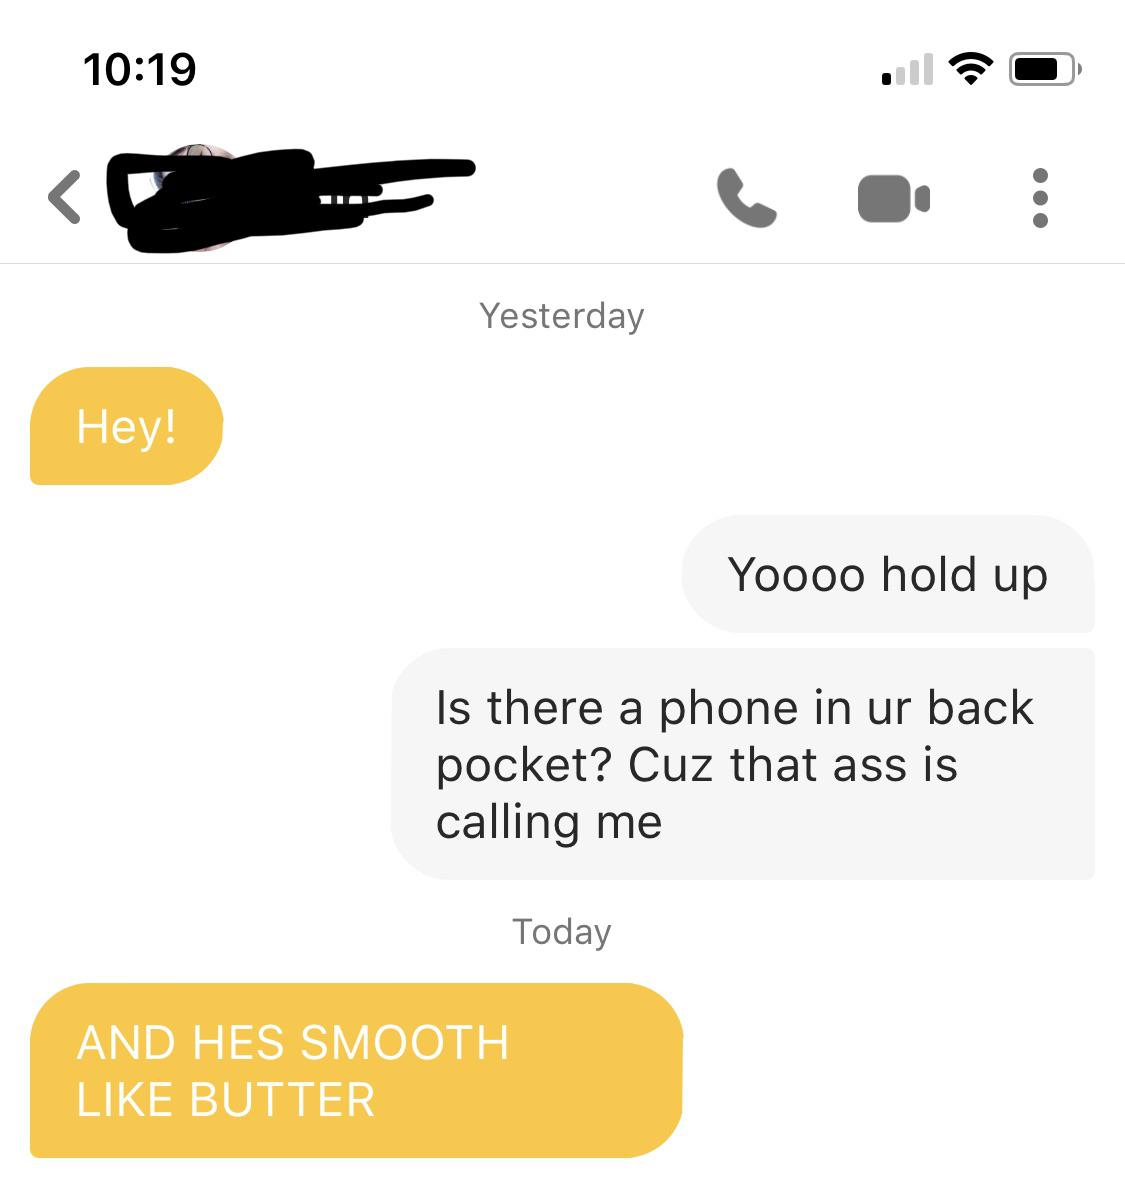 10:19
Yesterday
Hey!
Yoooo hold up
Is there a phone in ur back
pocket? Cuz that ass is
calling me
Today
AND HES SMOOTH
LIKE BUTTER